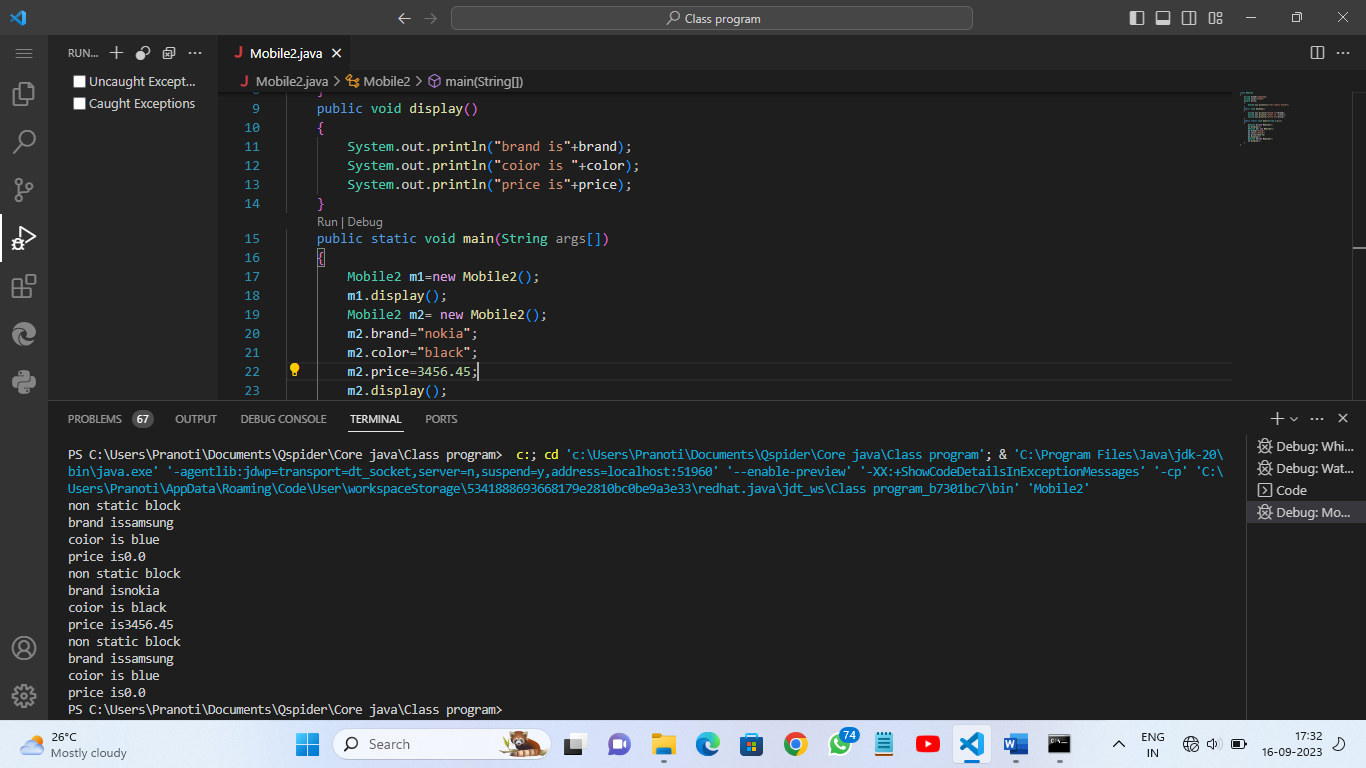 Class program
RUN...
Uncaught Except...
Caught Exceptions
Mobile2.java
Mobile2.java > Mobile2 > main(String[])
9 public void display()
10 {
11 System.out.println("brand is"+brand);
12 System.out.println("coior is "+color);
13 System.out.println("price is"+price);
14 }
Run | Debug
15 public static void main(String args[])
16 {
17 Mobile2 m1=new Mobile2();
18 m1.display();
19 Mobile2 m2= new Mobile2();
20 m2.brand="nokia";
21 m2.color="black";
22 m2.price=3456.45;
23 m2.display();
PROBLEMS 67 OUTPUT DEBUG CONSOLE TERMINAL PORTS
PS C:\Users\Pranoti\Documents\Qspider\Core java\Class program>  c:; cd 'c:\Users\Pranoti\Documents\Qspider\Core java\Class program'; & 'C:\Program Files\Java\jdk-20\
bin\java.exe' '-agentlib:jdwp=transport=dt_socket,server=n,suspend=y,address=localhost:51960' '--enable-preview' '-XX:+ShowCodeDetailsInExceptionMessages' '-cp' 'C:\
Users\Pranoti\AppData\Roaming\Code\User\workspaceStorage\5341888693668179e2810bc0be9a3e33\redhat.java\jdt_ws\Class program_b7301bc7\bin' 'Mobile2'
non static block
brand issamsung
coior is blue
price is0.0
non static block
brand isnokia
coior is black
price is3456.45
non static block
brand issamsung
coior is blue
price is0.0
PS C:\Users\Pranoti\Documents\Qspider\Core java\Class program>
Debug: Whi...
Debug: Wat...
Code
Debug: Mo...
26°C
Mostly cloudy
Search
74
ENG
IN
17:32
16-09-2023